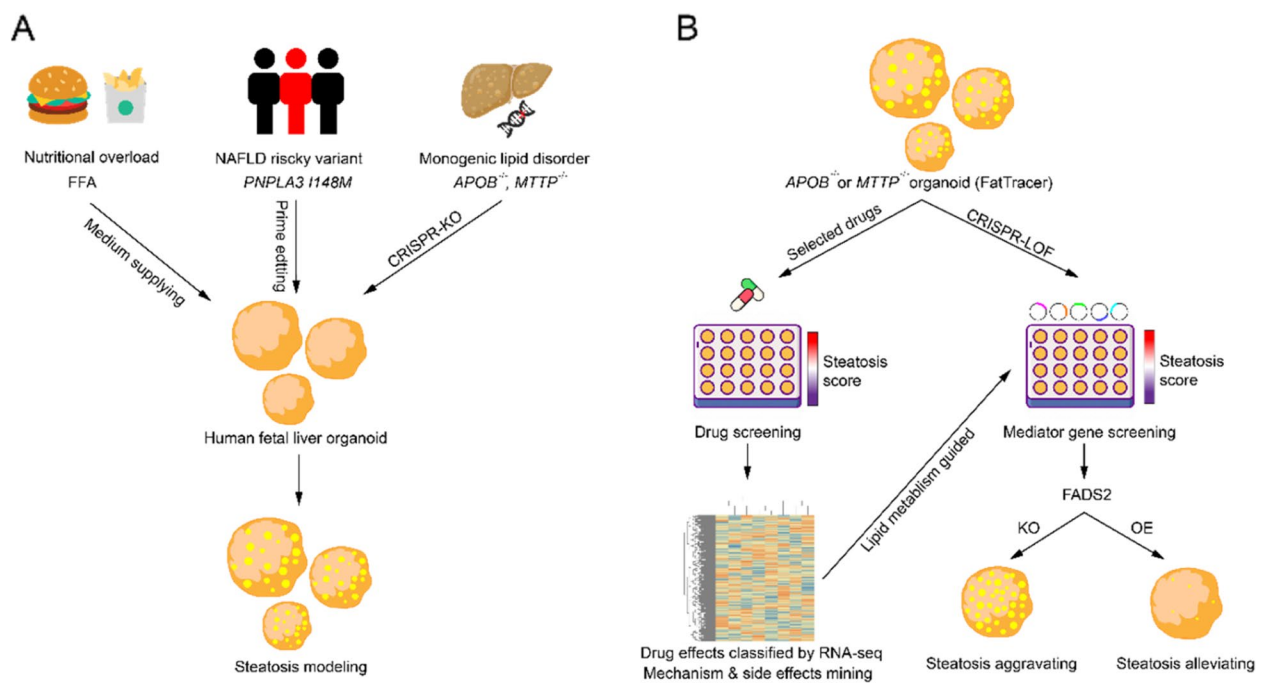 A
Nutritional overload
FFA
NAFLD riscky variant
PNPLA3 I148M
Monogenic lipid disorder
APOB-/-, MTTP-/-
Medium supplying
Prime edtting
CRISPR-KO
Human fetal liver organoid
Steatosis modeling
B
APOB-/- or MTTP-/- organoid (FatTracer)
Selected drugs
CRISPR-LOF
Steatosis
score
Drug screening
Steatosis
score
Mediator gene screening
Lipid metablism guided
Drug effects classified by RNA-seq
Mechanism & side effects mining
FADS2
KO
OE
Steatosis aggravating
Steatosis alleviating